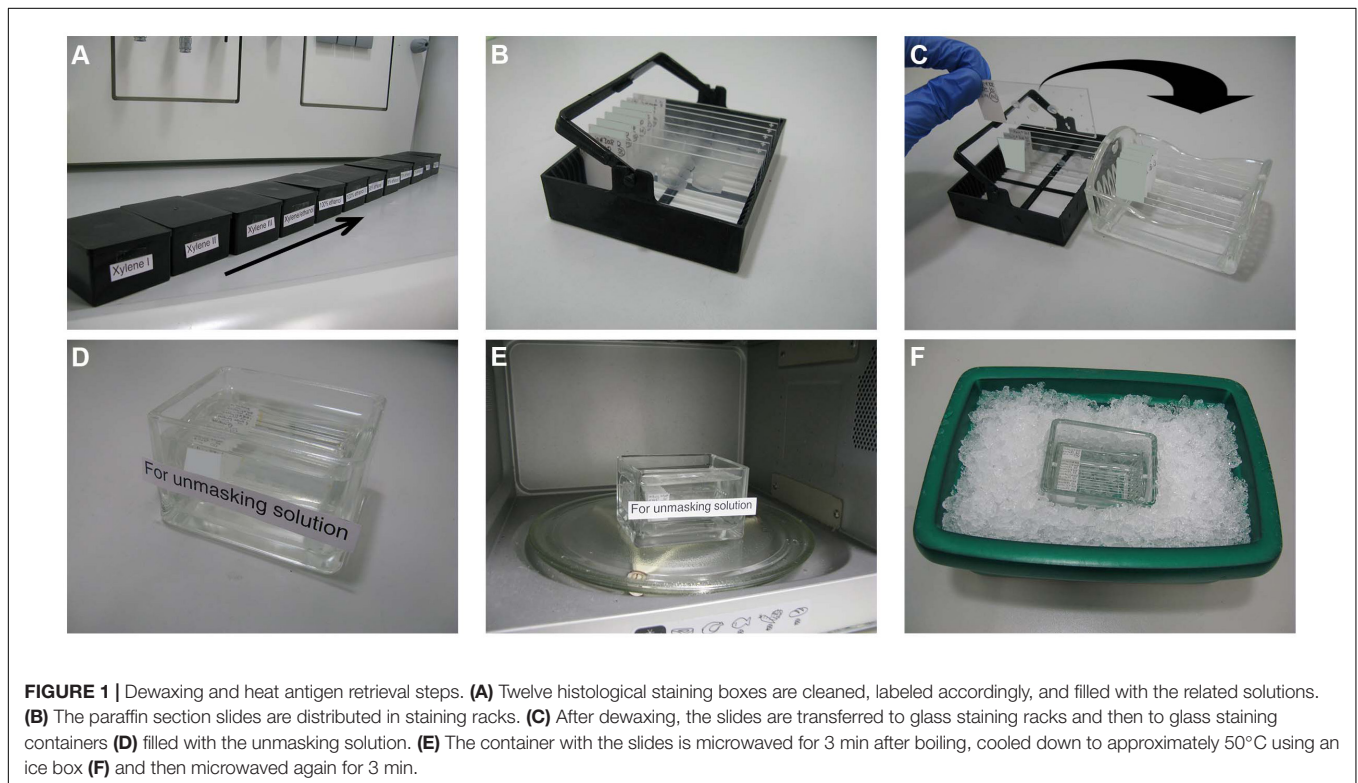 A
B
C
Xylene I
Xylene II
Xylene III
Xylene/ethanol
100% ethanol
D
E
F
For unmasking solution
For unmasking solution
FIGURE 1 | Dewaxing and heat antigen retrieval steps. (A) Twelve histological staining boxes are cleaned, labeled accordingly, and filled with the related solutions.
(B) The paraffin section slides are distributed in staining racks. (C) After dewaxing, the slides are transferred to glass staining racks and then to glass staining
containers (D) filled with the unmasking solution. (E) The container with the slides is microwaved for 3 min after boiling, cooled down to approximately 50°C using an
ice box (F) and then microwaved again for 3 min.